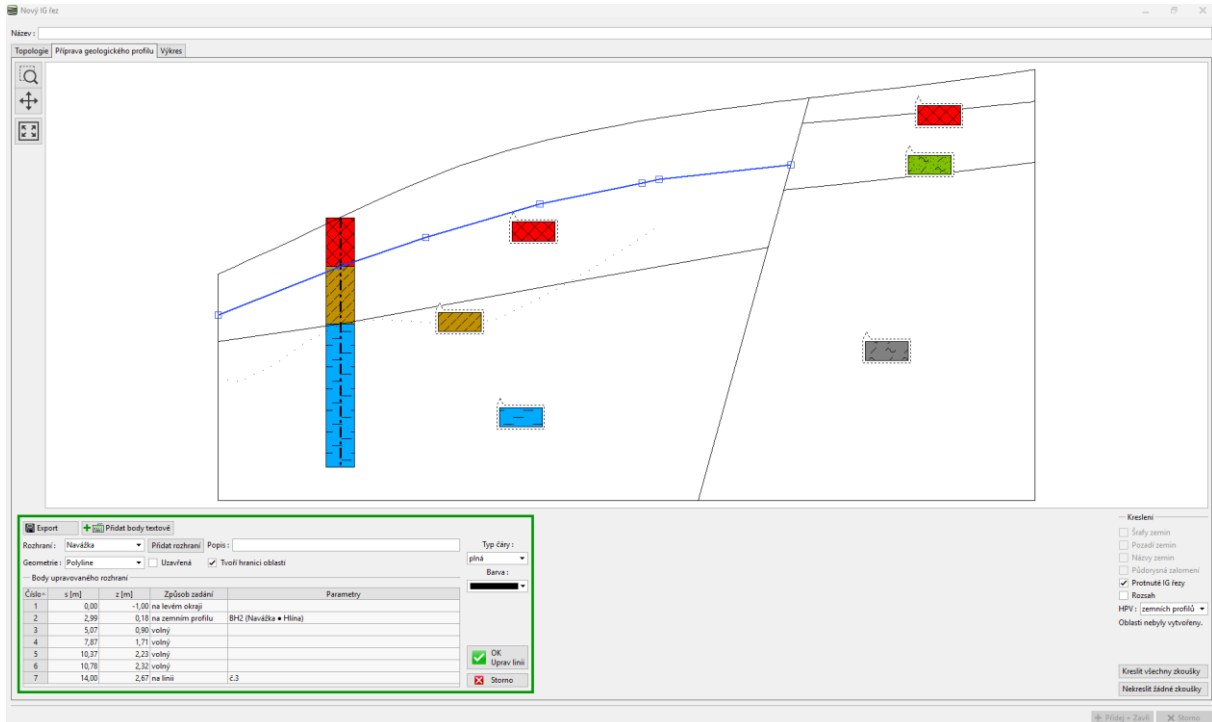 Nový IG řez
Název :
Topologie Příprava geologického profilu Výkres
Export Přidat body textově
Rozhraní : Navážka Přidat rozhraní Popis :
Geometrie : Polyline Uzavřená Tvoří hranici oblastí
Typ čáry :
plná
Barva :
Body upravovaného rozhraní
Číslo s [m] z [m] Způsob zadání Parametry
1 0,00 -1,00 na levém okraji
2 2,99 0,18 na zemním profilu BH2 (Navážka ● Hlína)
3 5,07 0,90 volný
4 7,87 1,71 volný
5 10,37 2,23 volný
6 10,78 2,32 volný
7 14,00 2,67 na linii č.3
OK
Uprav linii
Storno
Kreslení
Šrafy zemin
Pozadí zemin
Názvy zemin
Půdorysná zalomení
Protnuté IG řezy
Rozsah
HPV : zemních profilů
Oblasti nebyly vytvořeny.
Kreslit všechny zkoušky
Nekreslit žádné zkoušky
Přidej + Zavři Storno